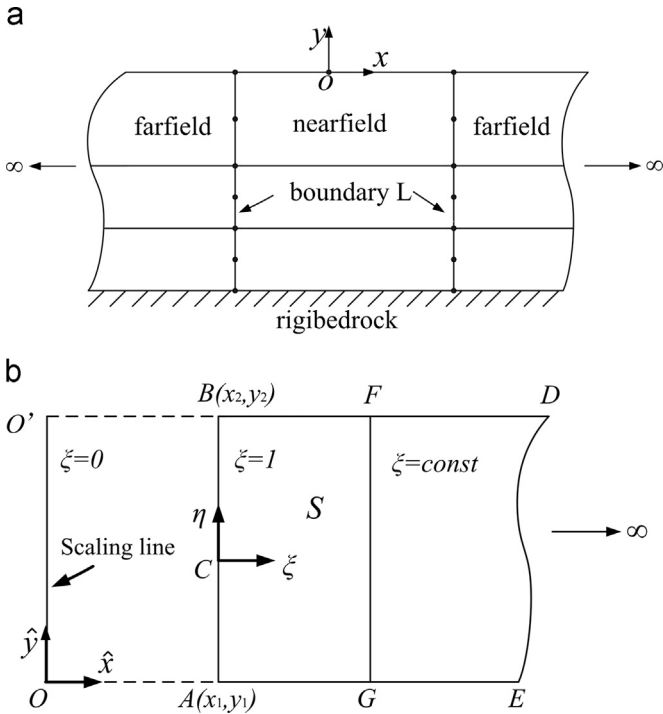 a
y
x
o
farfield nearfield farfield
∞ ∞
boundary L
rigibedrock
b
B(x₂,y₂) F D
O'
ξ=0 ξ=1 ξ=const
η S
Scaling line
∞
C ξ
ŷ
x̂
O A(x₁,y₁) G E